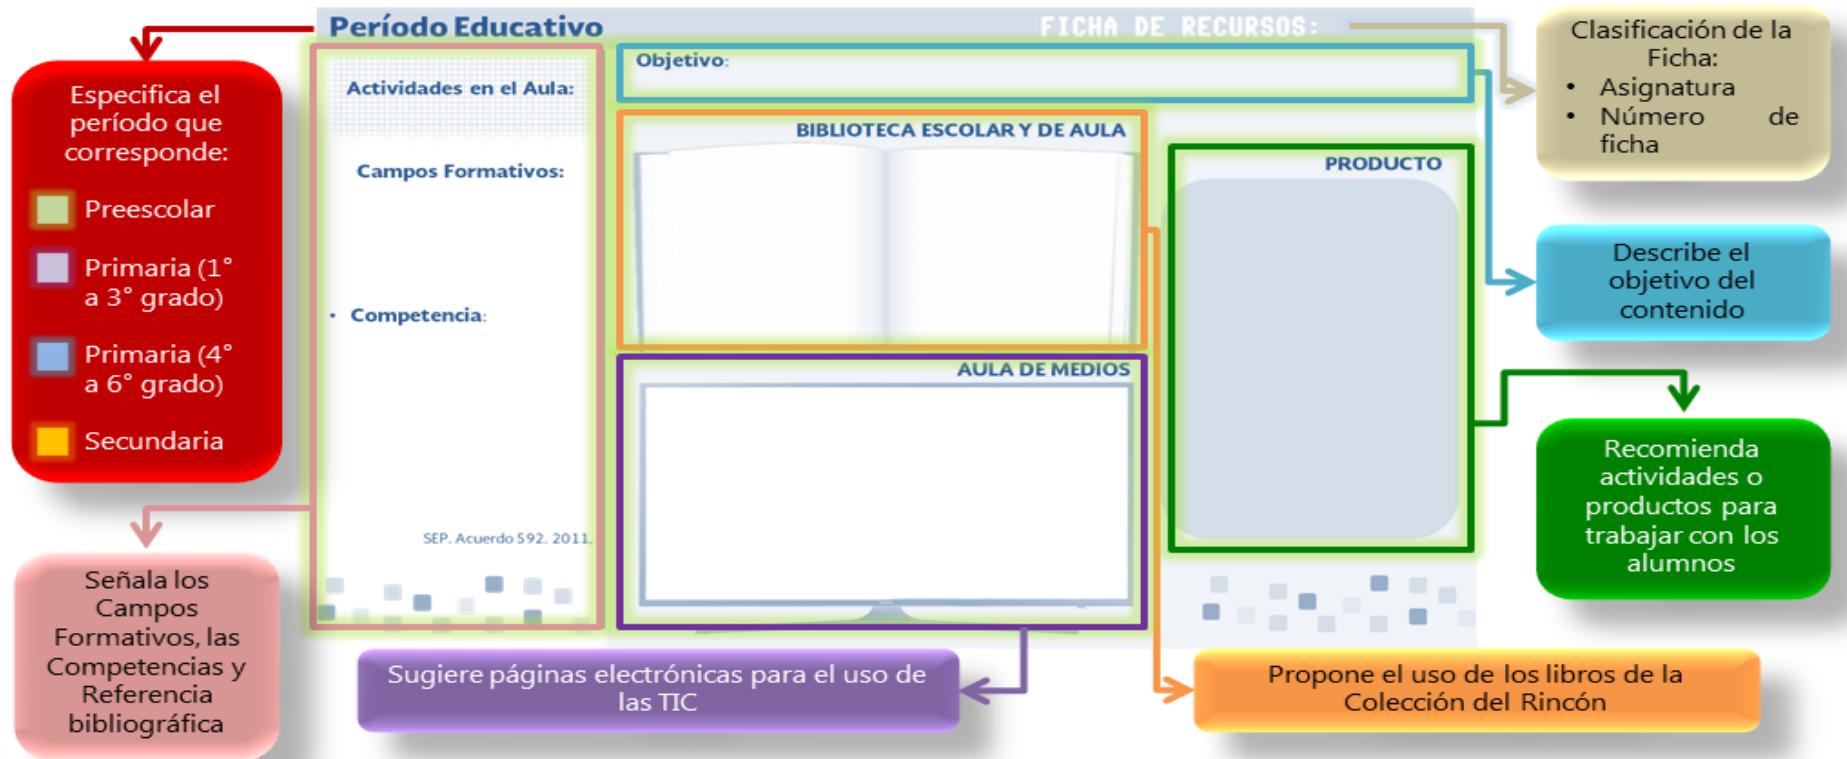 Período Educativo
FICHA DE RECURSOS:
Especifica el
período que
corresponde:
Preescolar
Primaria (1°
a 3° grado)
Primaria (4°
a 6° grado)
Secundaria
Señala los
Campos
Formativos, las
Competencias y
Referencia
bibliográfica
Actividades en el Aula:
Campos Formativos:
• Competencia:
SEP. Acuerdo 592. 2011.
Objetivo:
BIBLIOTECA ESCOLAR Y DE AULA
AULA DE MEDIOS
PRODUCTO
Clasificación de la
Ficha:
• Asignatura
• Número de
ficha
Describe el
objetivo del
contenido
Recomienda
actividades o
productos para
trabajar con los
alumnos
Sugiere páginas electrónicas para el uso de
las TIC
Propone el uso de los libros de la
Colección del Rincón